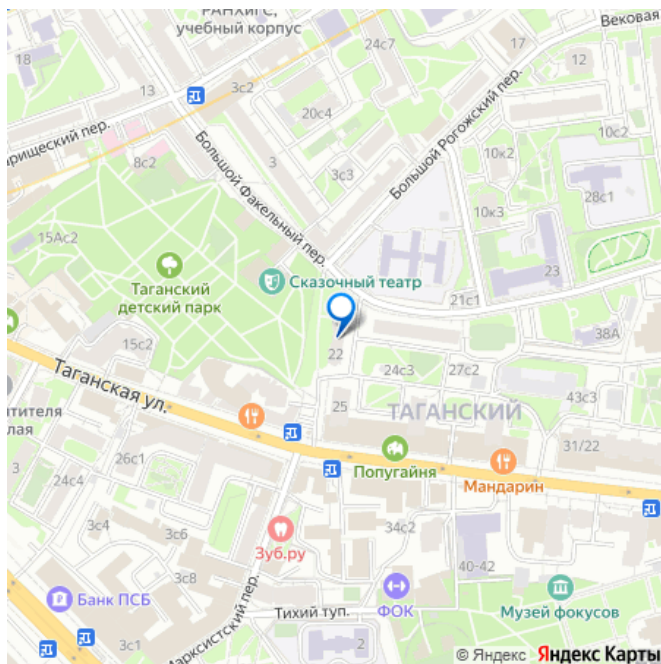 РАНХиГС,
учебный корпус
24с7
17
Вековая
18
12
13
3с2
20с4
10с2
арищеский пер.
Большой Факельный пер.
Большой Рогожский пер.
3
8с2
3с3
10к2
28с1
10к3
15Ас2
Таганский
детский парк
Сказочный театр
23
21с1
15с2
22
38А
24с3
27с2
Таганская ул.
25
ТАГАНСКИЙ
43с3
31/22
титителя
лая
3
24с4
26с1
Попугайня
Мандарин
3с4
3с6
34с2
Зуб.ру
40-42
3с8
Банк ПСБ
Марксистский пер.
Тихий туп.
ФОК
Музей фокусов
3с1
2
© Яндекс Яндекс Карты